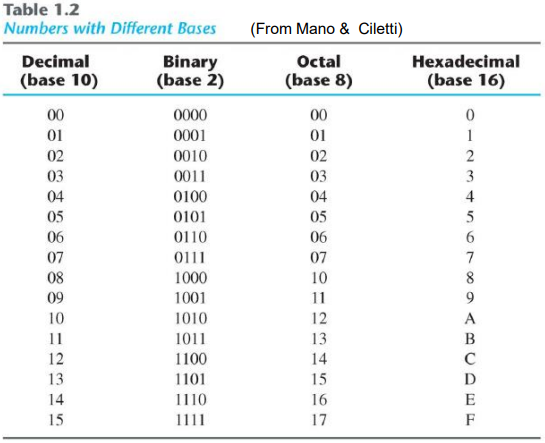 Table 1.2
Numbers with Different Bases (From Mano & Ciletti)
Decimal Binary Octal Hexadecimal
(base 10) (base 2) (base 8) (base 16)
00 0000 00 0
01 0001 01 1
02 0010 02 2
03 0011 03 3
04 0100 04 4
05 0101 05 5
06 0110 06 6
07 0111 07 7
08 1000 10 8
09 1001 11 9
10 1010 12 A
11 1011 13 B
12 1100 14 C
13 1101 15 D
14 1110 16 E
15 1111 17 F